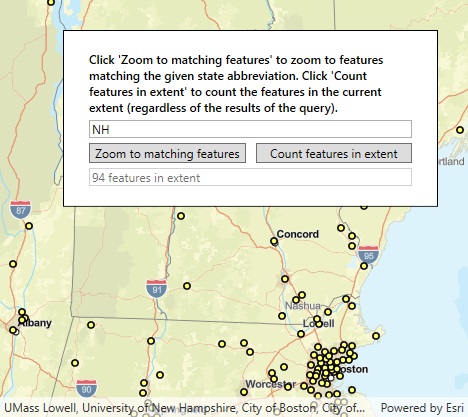 Click 'Zoom to matching features' to zoom to features
matching the given state abbreviation. Click 'Count
features in extent' to count the features in the current
extent (regardless of the results of the query).
NH
Zoom to matching features
Count features in extent
94 features in extent
rtland
87
Concord
95
91
Nashua
Lowell
Albany
Boston
Worcester
90
UMass Lowell, University of New Hampshire, City of Boston, City of...
Powered by Esri